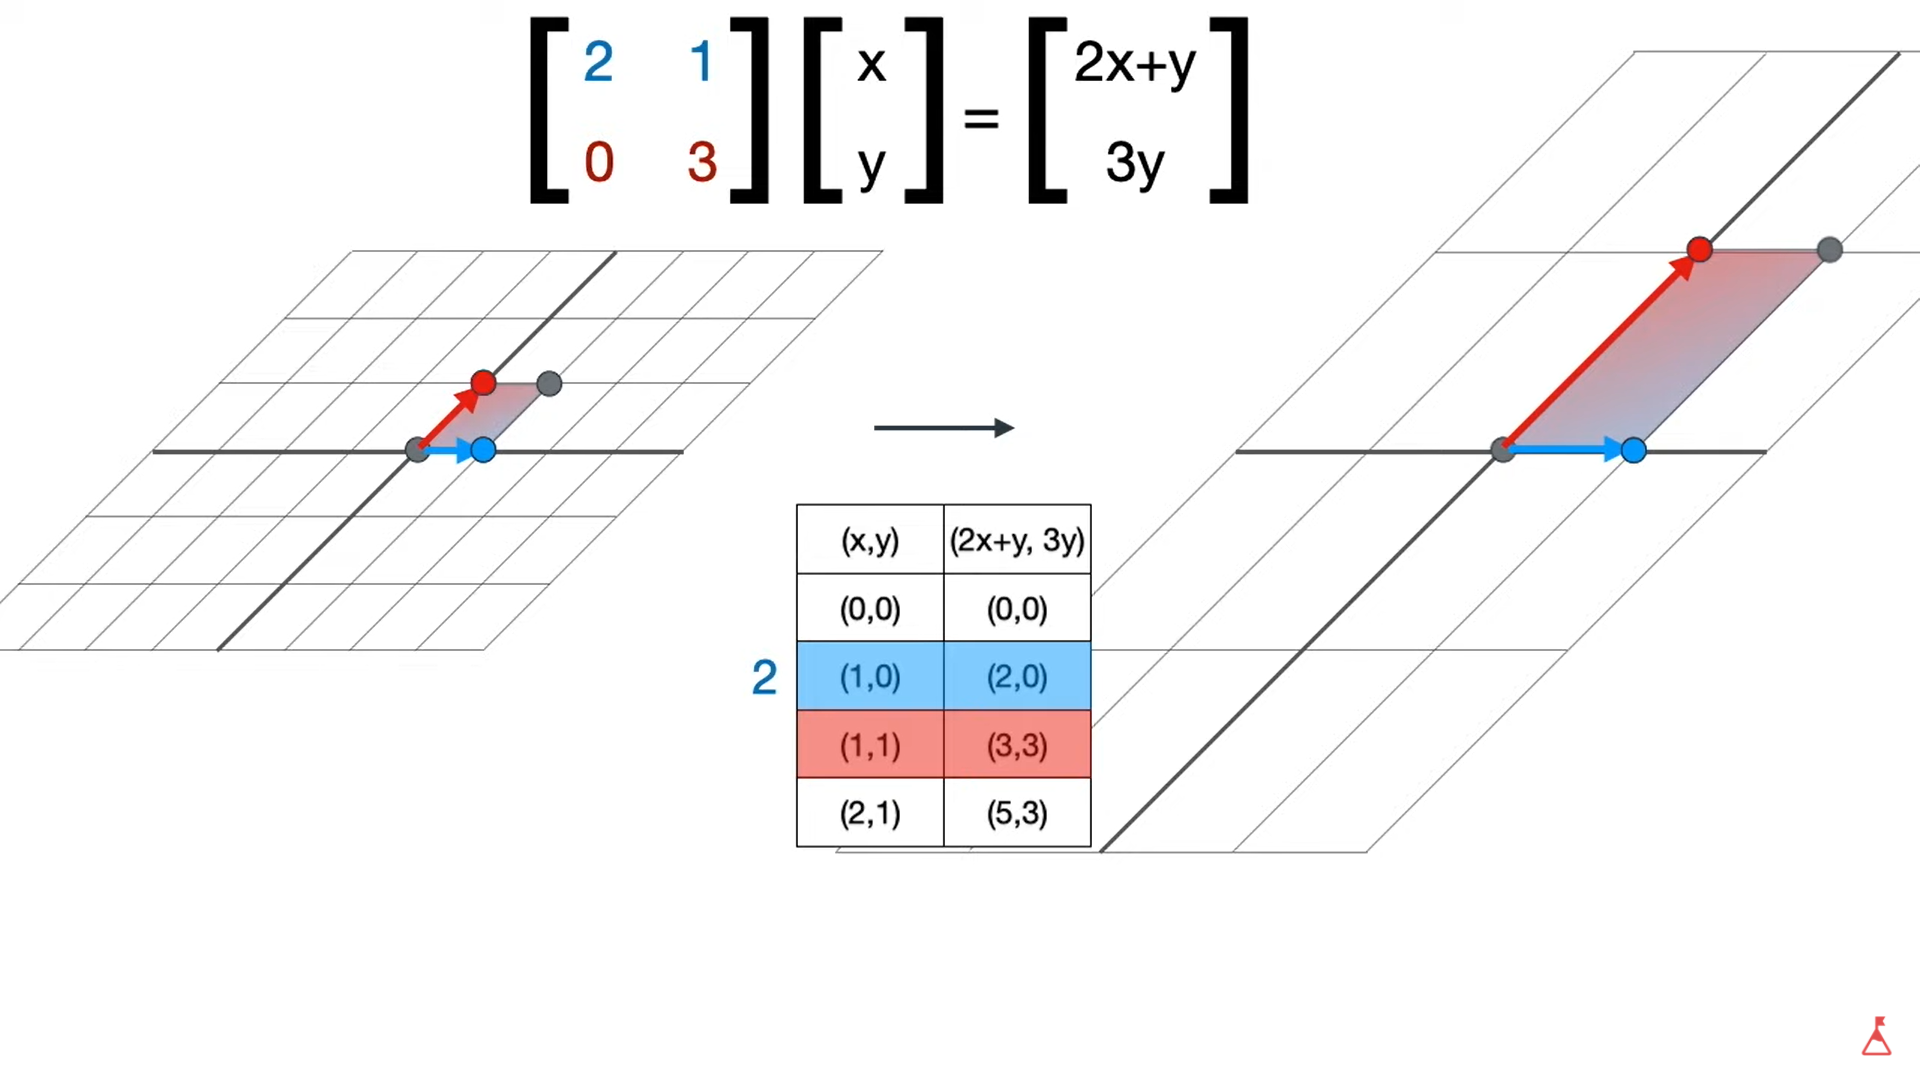 2 1 x 2x+y
=
0 3 y 3y
(x,y) (2x+y, 3y)
(0,0) (0,0)
2 (1,0) (2,0)
(1,1) (3,3)
(2,1) (5,3)